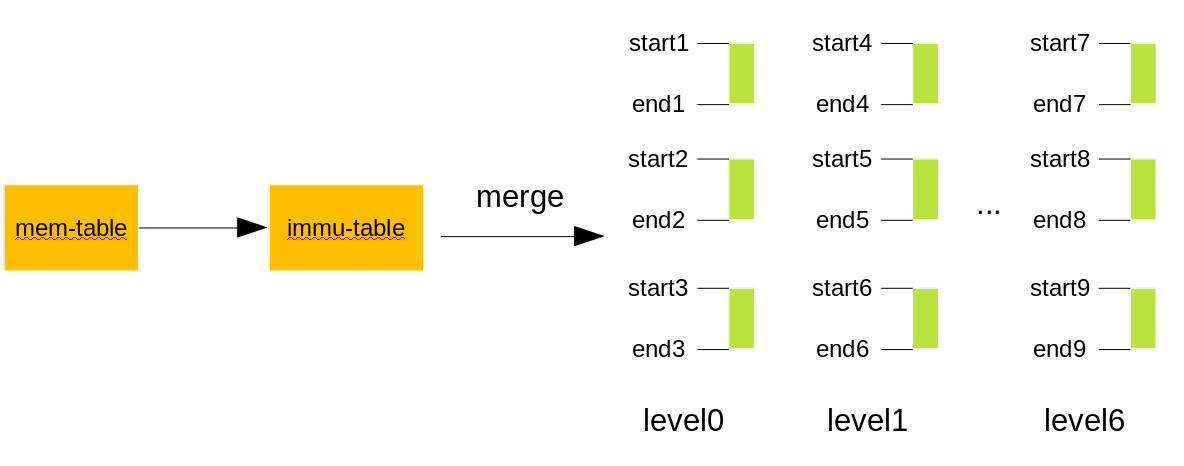 mem-table
immu-table
merge
start1
end1
start2
end2
start3
end3
level0
start4
end4
start5
end5
start6
end6
level1
...
start7
end7
start8
end8
start9
end9
level6